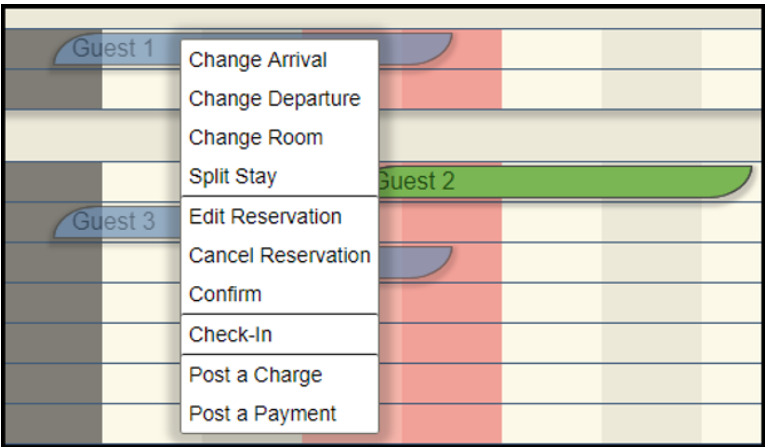 Guest 1
Change Arrival
Change Departure
Change Room
Split Stay
Guest 2
Edit Reservation
Guest 3
Cancel Reservation
Confirm
Check-In
Post a Charge
Post a Payment